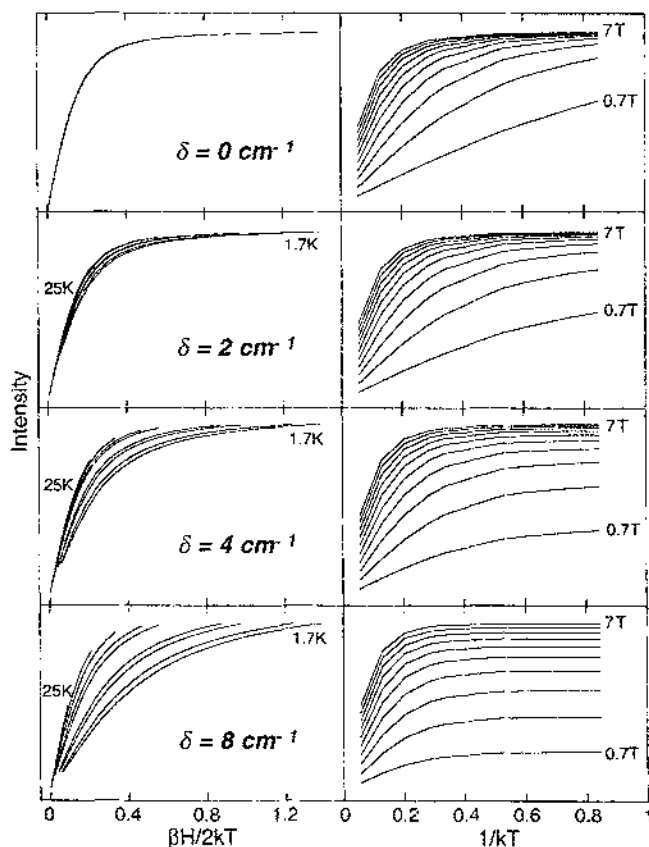 Intensity
7T
0.7T
δ = 0 cm⁻¹
1.7K
25K
δ = 2 cm⁻¹
7T
0.7T
1.7K
25K
δ = 4 cm⁻¹
7T
0.7T
1.7K
25K
δ = 8 cm⁻¹
7T
0.7T
0 0.4 0.8 1.2
0 0.2 0.4 0.6 0.8 1
βH/2kT
1/kT